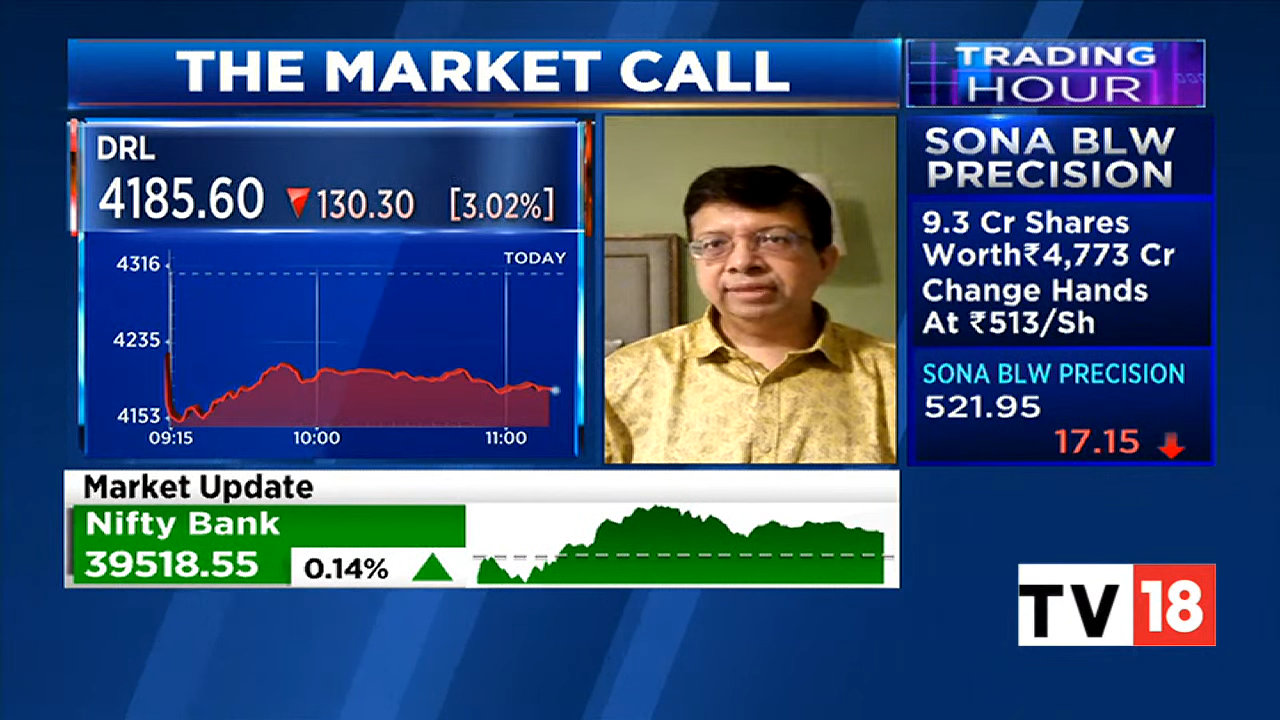 THE MARKET CALL
TRADING
HOUR
DRL
4185.60 ▼130.30 [3.02%]
TODAY
4316
4235
4153
09:15 10:00 11:00
SONA BLW
PRECISION
9.3 Cr Shares
Worth₹4,773 Cr
Change Hands
At ₹513/Sh
SONA BLW PRECISION
521.95
17.15
Market Update
Nifty Bank
39518.55 0.14%
TV18